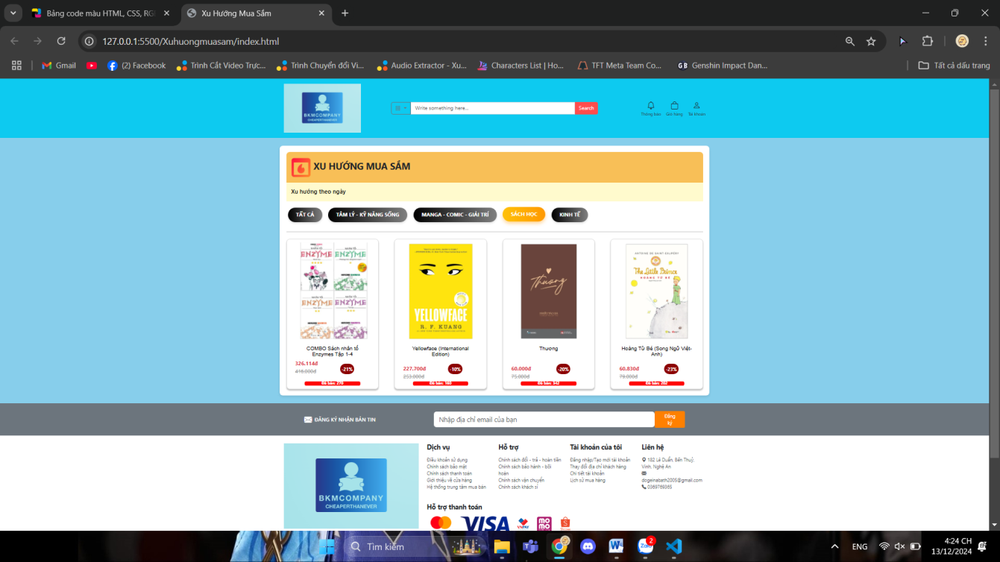 Bảng code màu HTML, CSS, RG
Xu Hướng Mua Sắm
127.0.0.1:5500/Xuhuongmuasam/index.html
Gmail
(2) Facebook
Trình Cắt Video Trực...
Trình Chuyển đổi Vi...
Audio Extractor - Xu...
Characters List | Ho...
TFT Meta Team Co...
GB Genshin Impact Dan...
Tất cả dấu trang
BKMCOMPANY
CHEAPERTHANEVER
Write something here...
Search
Thông báo
Giỏ hàng
Tài khoản
XU HƯỚNG MUA SẮM
Xu hướng theo ngày
TẤT CẢ
TÂM LÝ - KỸ NĂNG SỐNG
MANGA - COMIC - GIẢI TRÍ
SÁCH HỌC
KINH TẾ
ENZYME ENZYME
ENZYME ENZYME
YELLOWFACE
R. F. KUANG
Thương
ANTOINE DE SAINT-EXUPÉRY
The Little Prince
HOÀNG TỬ BÉ
COMBO Sách nhân tố
Enzymes Tập 1-4
326.114đ
416.000đ
-21%
Đã bán: 270
Yellowface (International
Edition)
227.700đ
253.000đ
-10%
Đã bán: 160
Thương
60.000đ
75.000đ
-20%
Đã bán: 342
Hoàng Tử Bé (Song Ngữ Việt-
Anh)
60.830đ
79.000đ
-23%
Đã bán: 202
ĐĂNG KÝ NHẬN BẢN TIN
Nhập địa chỉ email của bạn
Đăng
ký
BKMCOMPANY
CHEAPERTHANEVER
Dịch vụ
Điều khoản sử dụng
Chính sách bảo mật
Chính sách thanh toán
Giới thiệu về cửa hàng
Hệ thống trung tâm mua bán
Hỗ trợ
Chính sách đổi - trả - hoàn tiền
Chính sách bảo hành - bồi
hoàn
Chính sách vận chuyển
Chính sách khách sỉ
Tài khoản của tôi
Đăng nhập/Tạo mới tài khoản
Thay đổi địa chỉ khách hàng
Chi tiết tài khoản
Lịch sử mua hàng
Liên hệ
182 Lê Duẩn, Bến Thuỷ,
Vinh, Nghệ An
dogeinabath2005@gmail.com
0369769365
Hỗ trợ thanh toán
VISA
VNPAY
mo
mo
Tìm kiếm
2
ENG
4:24 CH
13/12/2024